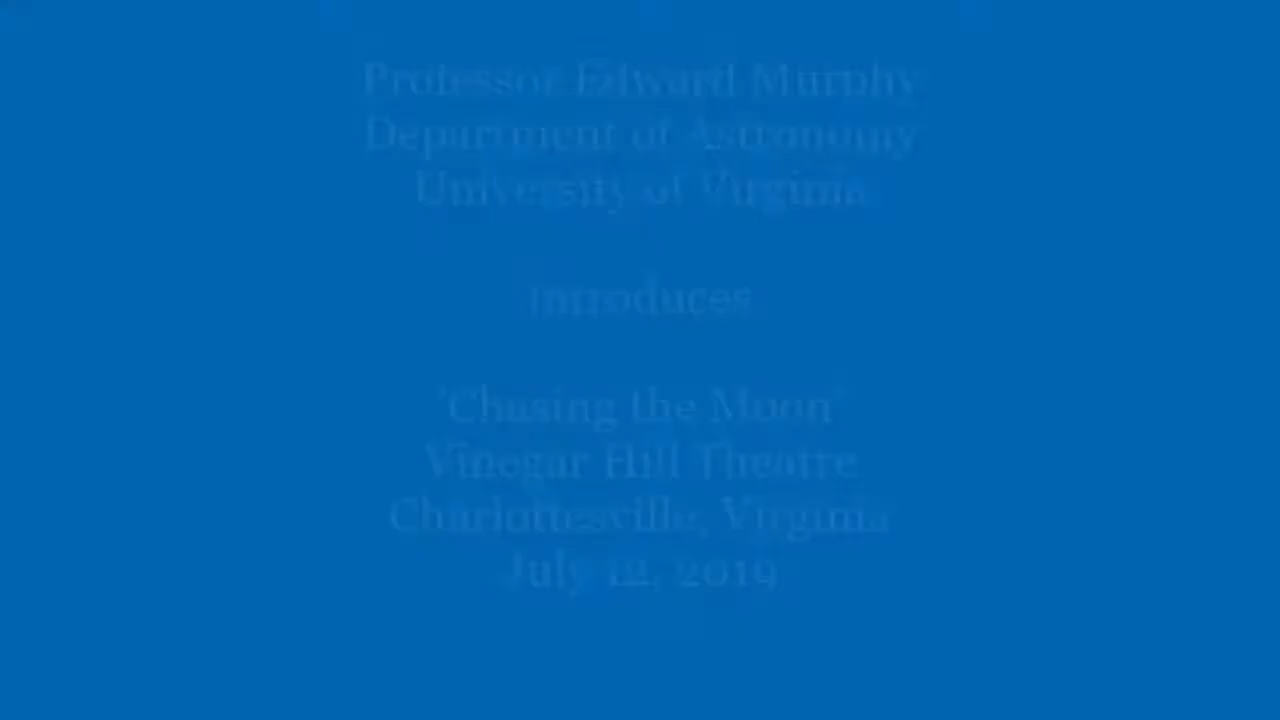 Professor Edward Murphy
Department of Astronomy
University of Virginia
introduces
'Chasing the Moon'
Vinegar Hill Theatre
Charlottesville, Virginia
July 12, 2019